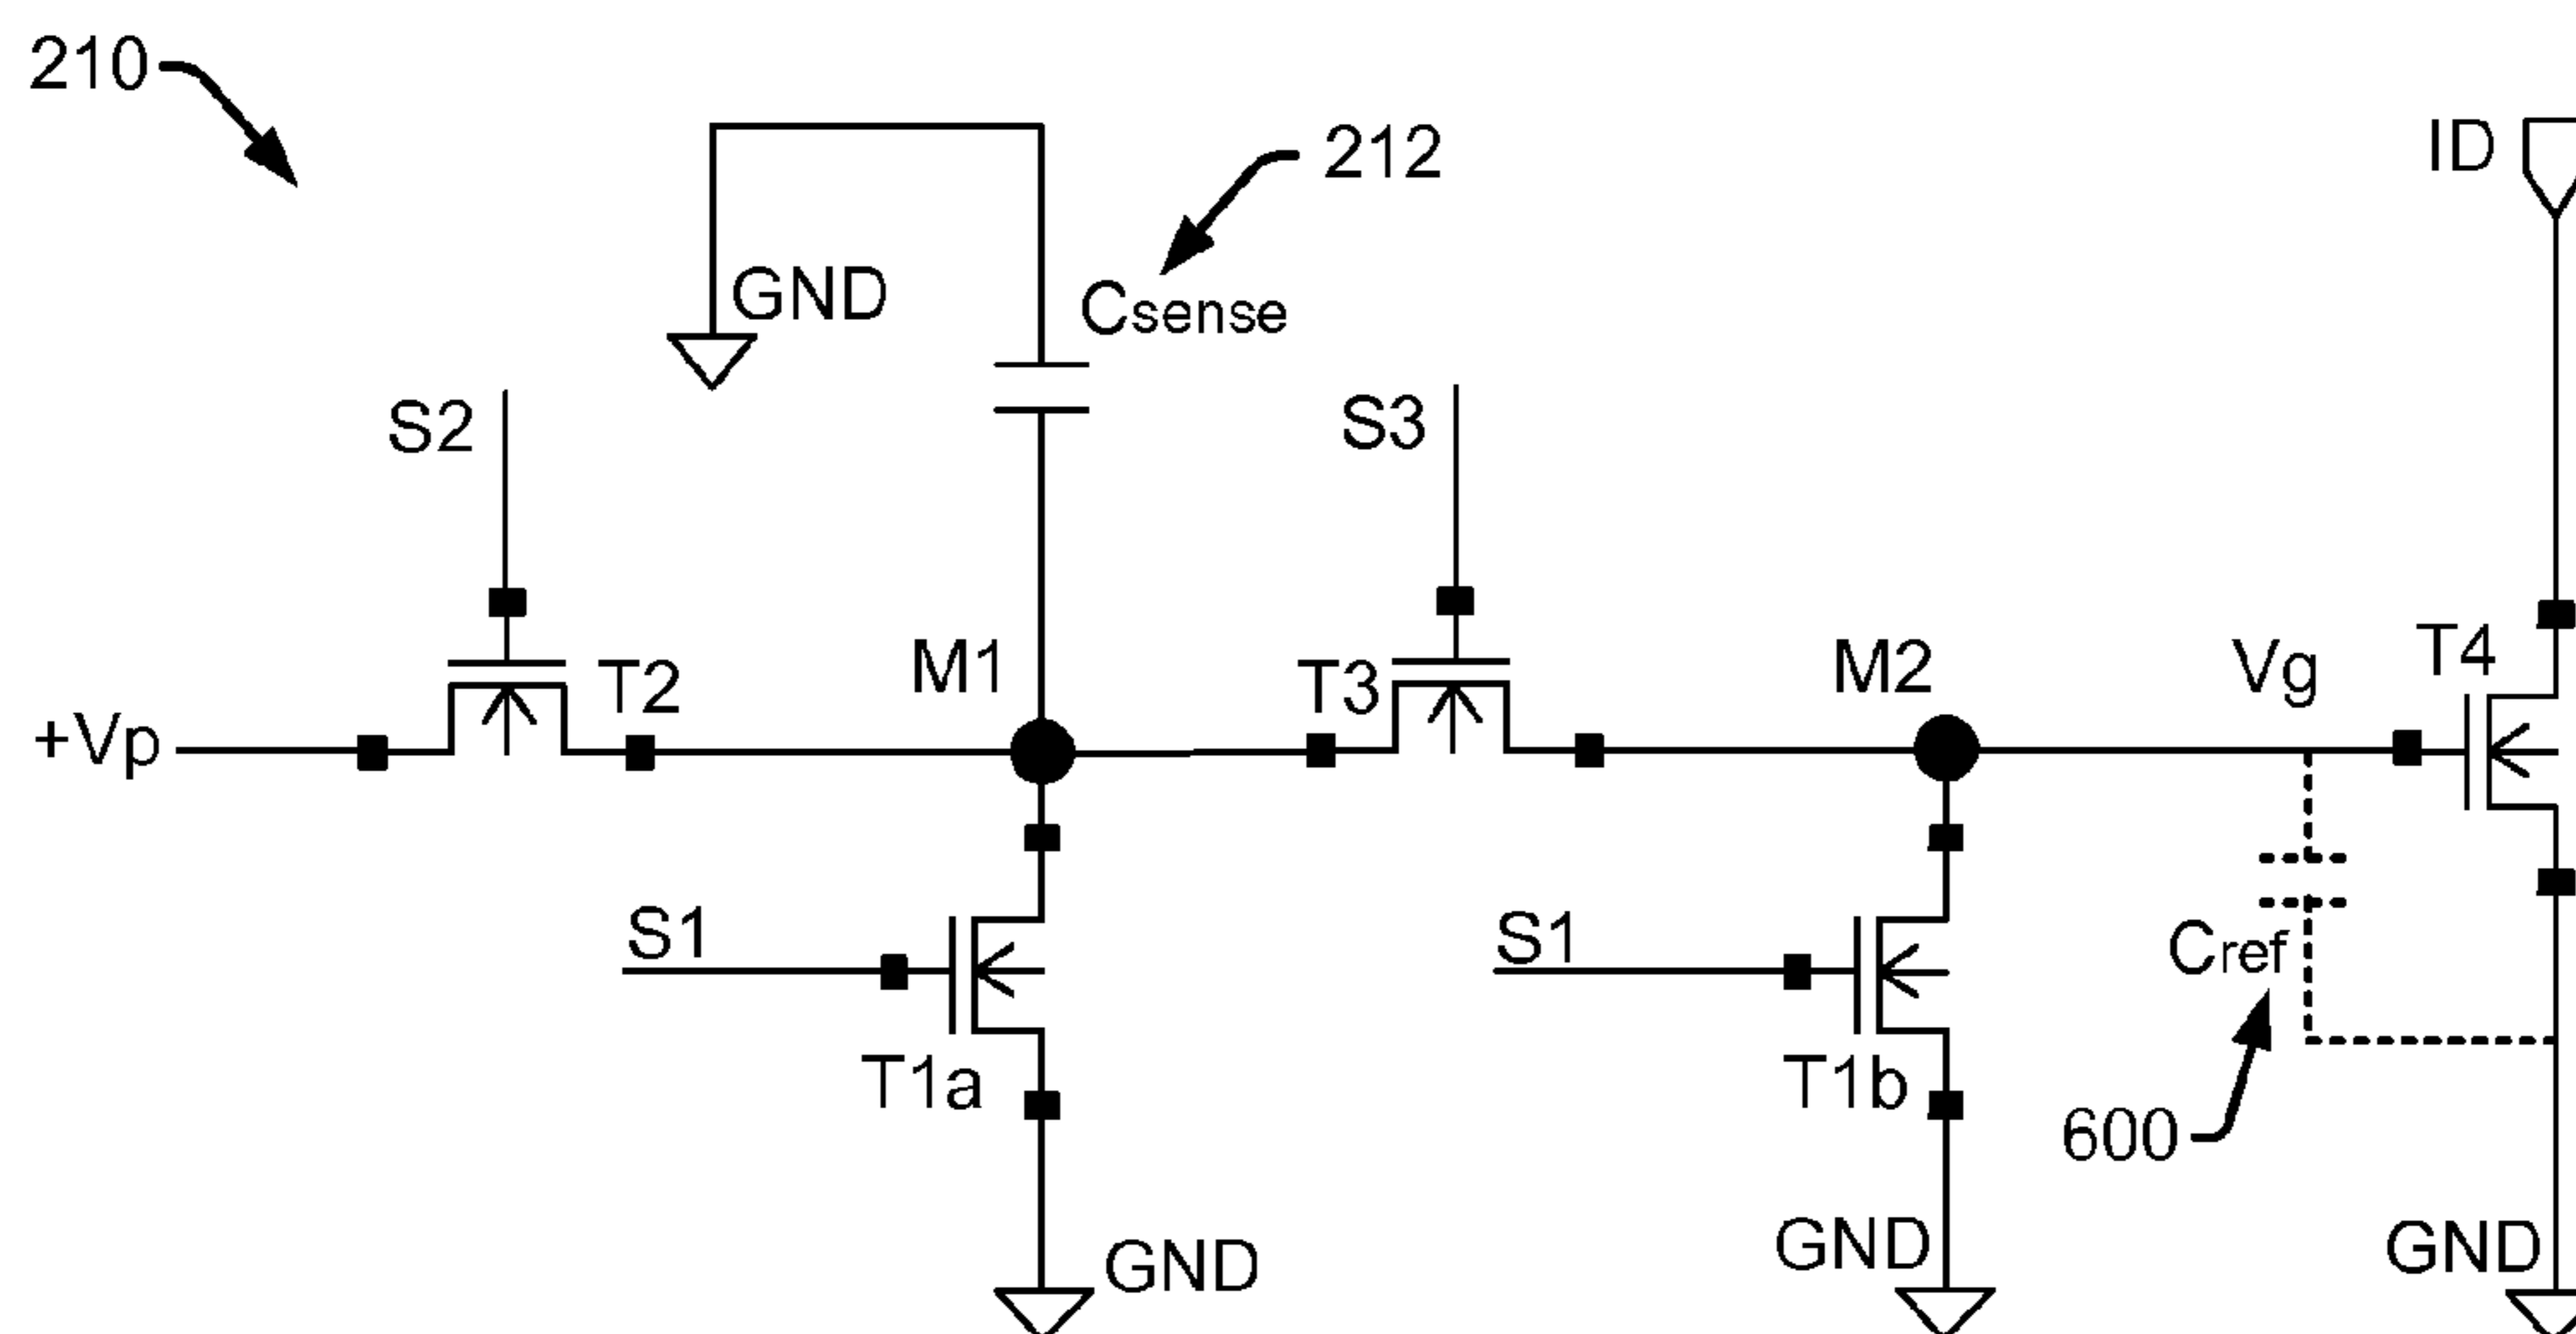 210
212
ID
GND
Csense
S2
S3
M1
M2
Vg
T4
T2
T3
+Vp
S1
S1
Cref
T1a
T1b
600
GND
GND
GND